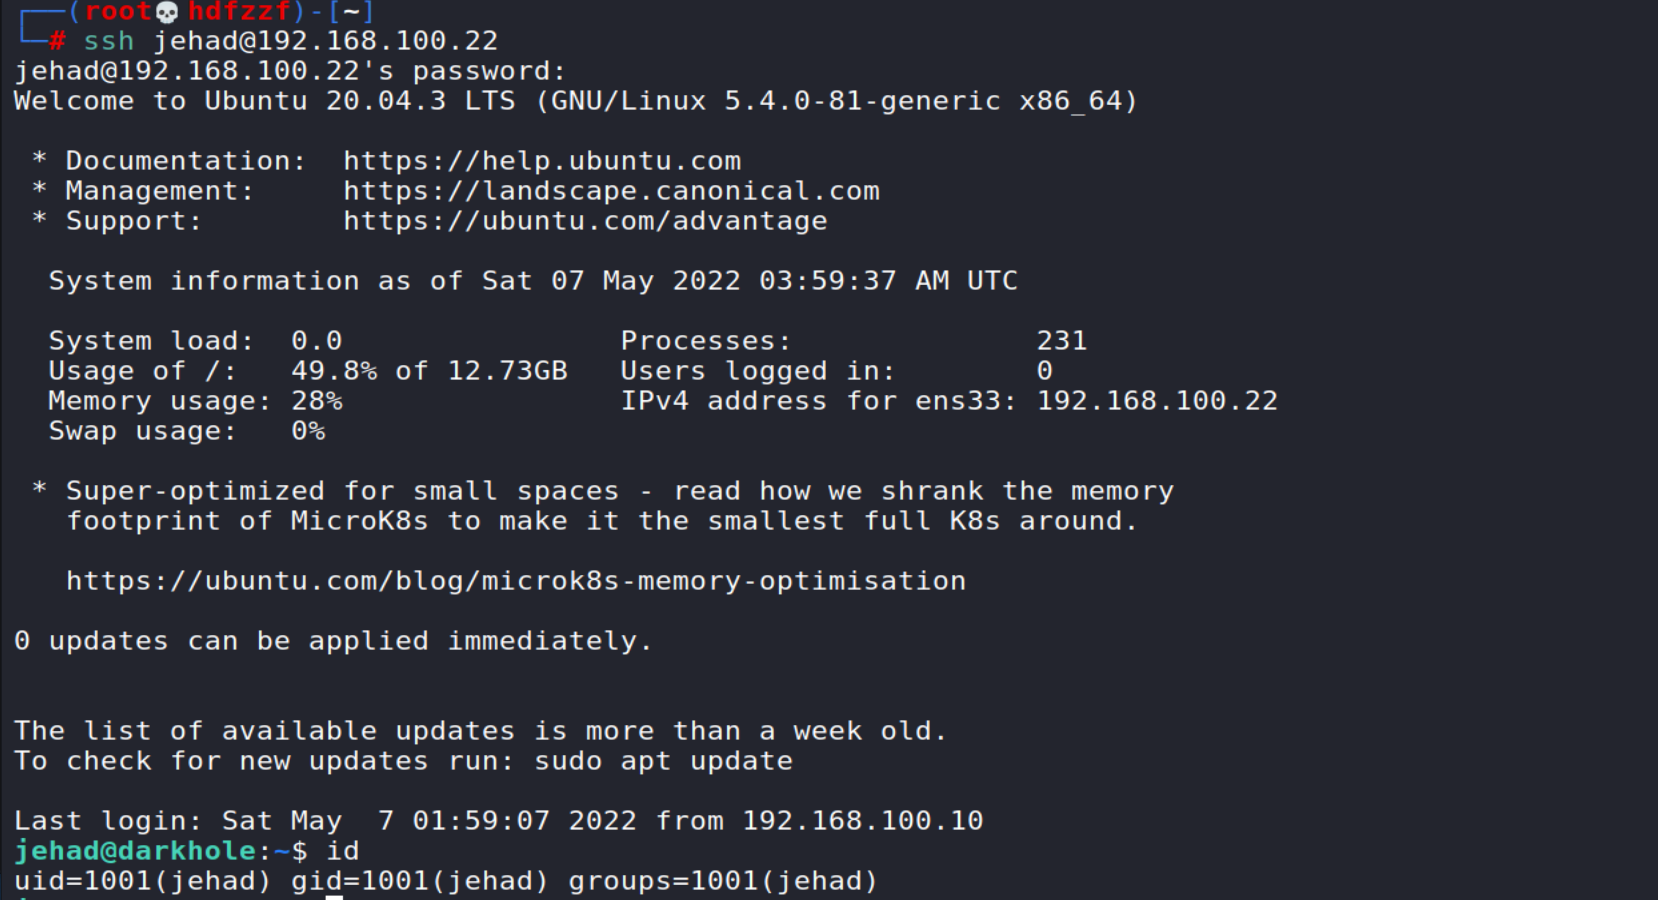 ┌──(root💀hdfzzf)-[~]
└─# ssh jehad@192.168.100.22
jehad@192.168.100.22's password:
Welcome to Ubuntu 20.04.3 LTS (GNU/Linux 5.4.0-81-generic x86_64)
* Documentation:  https://help.ubuntu.com
* Management:     https://landscape.canonical.com
* Support:        https://ubuntu.com/advantage
System information as of Sat 07 May 2022 03:59:37 AM UTC
System load:  0.0                Processes:              231
Usage of /:   49.8% of 12.73GB   Users logged in:        0
Memory usage: 28%                IPv4 address for ens33: 192.168.100.22
Swap usage:   0%
* Super-optimized for small spaces - read how we shrank the memory
footprint of MicroK8s to make it the smallest full K8s around.
https://ubuntu.com/blog/microk8s-memory-optimisation
0 updates can be applied immediately.
The list of available updates is more than a week old.
To check for new updates run: sudo apt update
Last login: Sat May  7 01:59:07 2022 from 192.168.100.10
jehad@darkhole:~$ id
uid=1001(jehad) gid=1001(jehad) groups=1001(jehad)